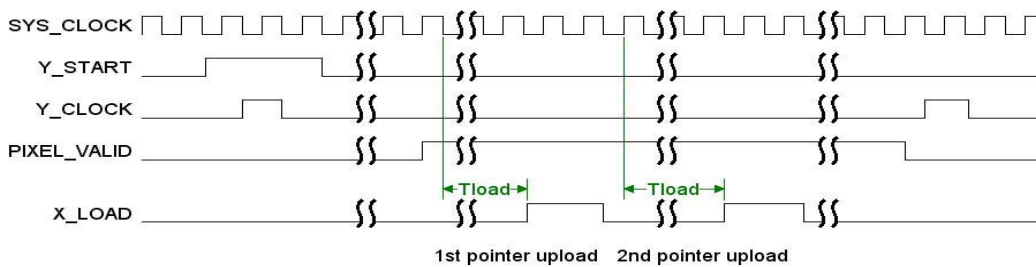 SYS_CLOCK
Y_START
Y_CLOCK
PIXEL_VALID
Tload Tload
X_LOAD
1st pointer upload 2nd pointer upload